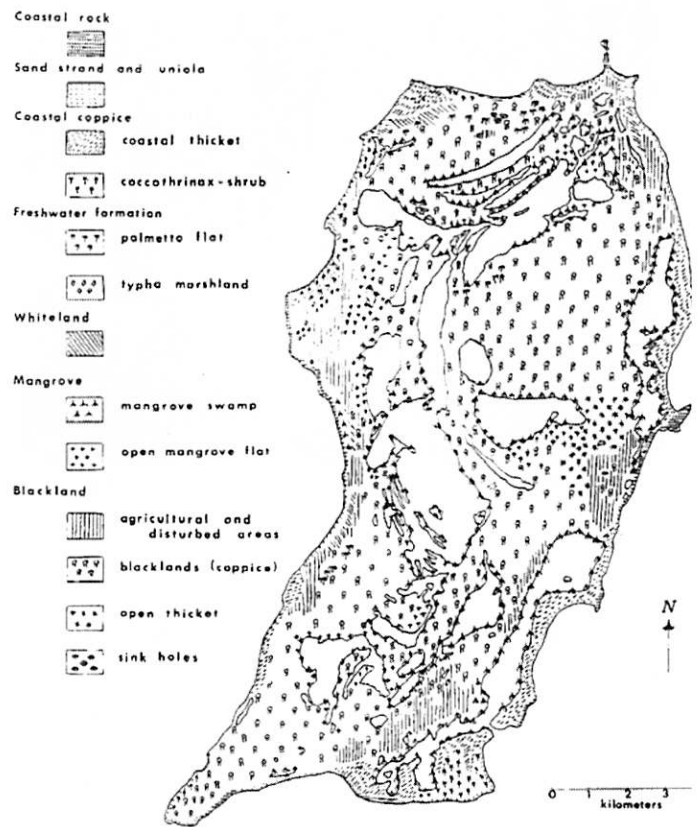 Coastal rock
Sand strand and uniola
Coastal coppice
coastal thicket
coccothrinax-shrub
Freshwater formation
palmetto flat
typha marshland
Whiteland
Mangrove
mangrove swamp
open mangrove flat
Blackland
agricultural and
disturbed areas
blacklands (coppice)
open thicket
sink holes
N
0 1 2 3
kilometers